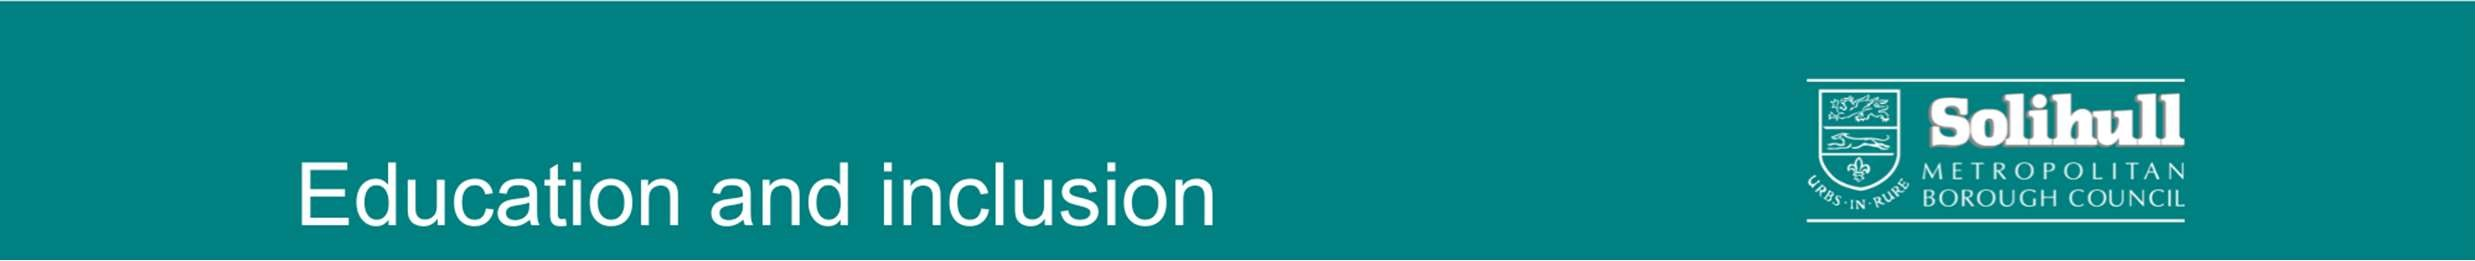 Education and inclusion
Solihull
METROPOLITAN
BOROUGH COUNCIL
URBS·IN·RURE